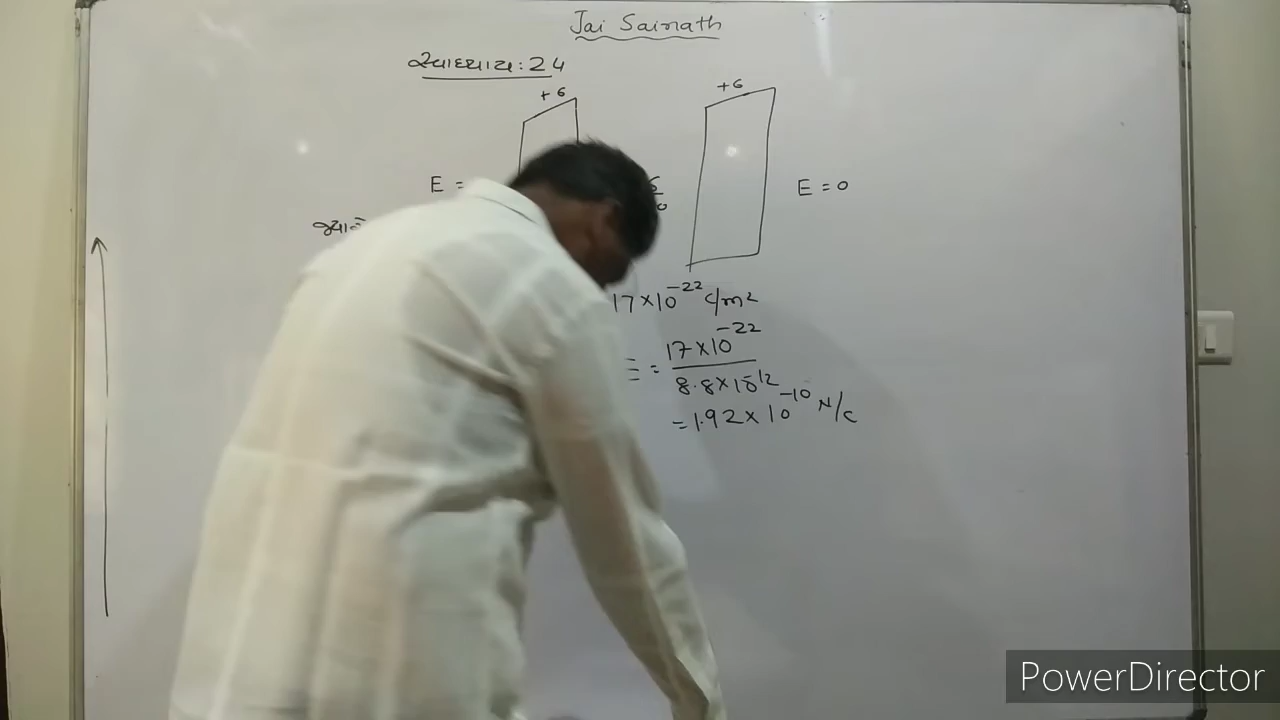 Jai Sainath
સ્વાધ્યાય: 24
+6
+6
E =
E = 0
17 × 10⁻²² C/m²
E = 17 × 10⁻²² / 8.8 × 10⁻¹²
= 1.92 × 10⁻¹⁰ N/C
PowerDirector